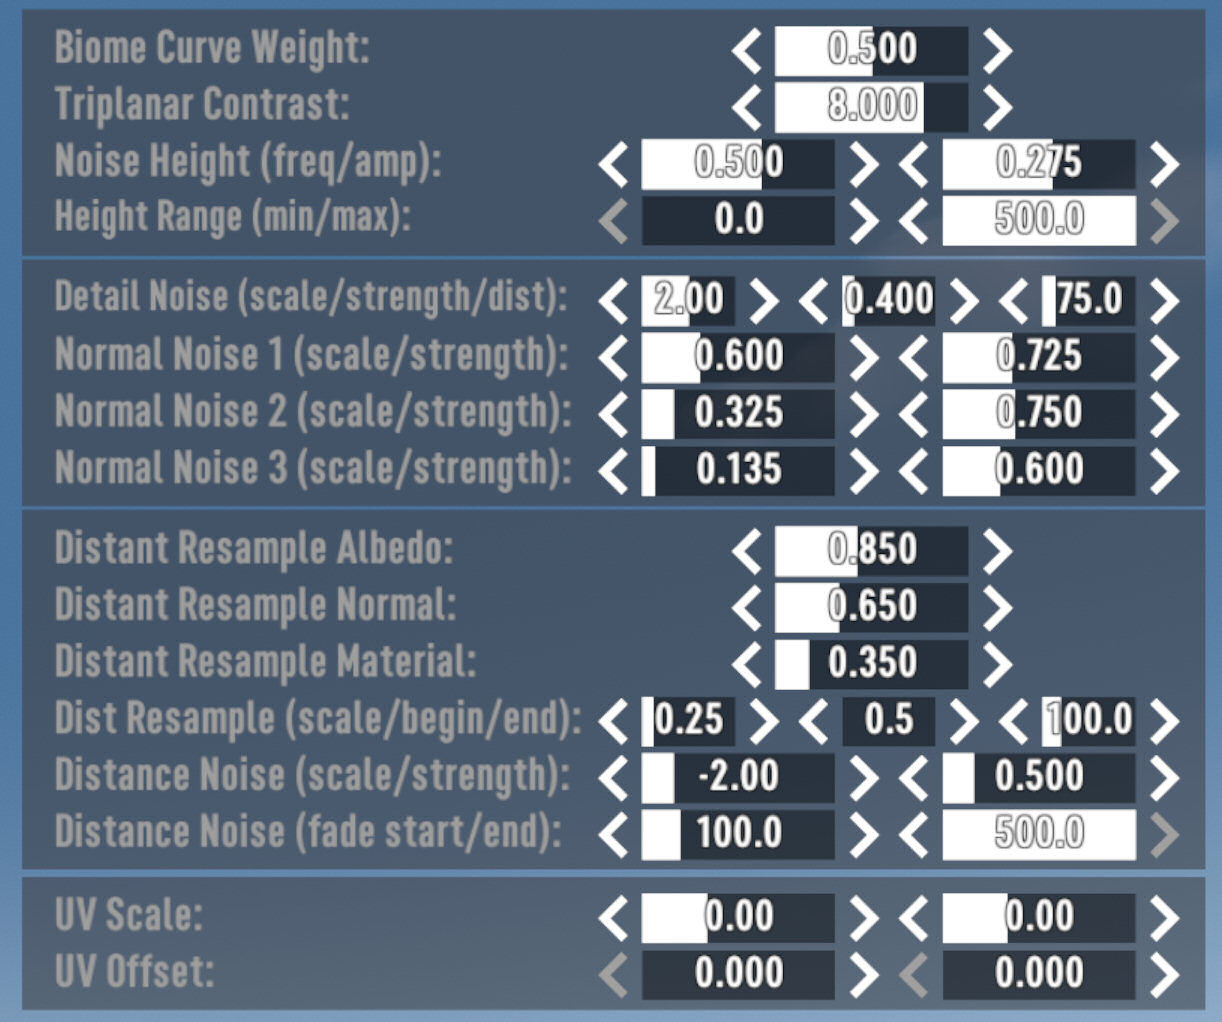 Biome Curve Weight: 0.500
Triplanar Contrast: 8.000
Noise Height (freq/amp): 0.500 0.275
Height Range (min/max): 0.0 500.0
Detail Noise (scale/strength/dist): 2.00 0.400 75.0
Normal Noise 1 (scale/strength): 0.600 0.725
Normal Noise 2 (scale/strength): 0.325 0.750
Normal Noise 3 (scale/strength): 0.135 0.600
Distant Resample Albedo: 0.850
Distant Resample Normal: 0.650
Distant Resample Material: 0.350
Dist Resample (scale/begin/end): 0.25 0.5 100.0
Distance Noise (scale/strength): -2.00 0.500
Distance Noise (fade start/end): 100.0 500.0
UV Scale: 0.00 0.00
UV Offset: 0.000 0.000